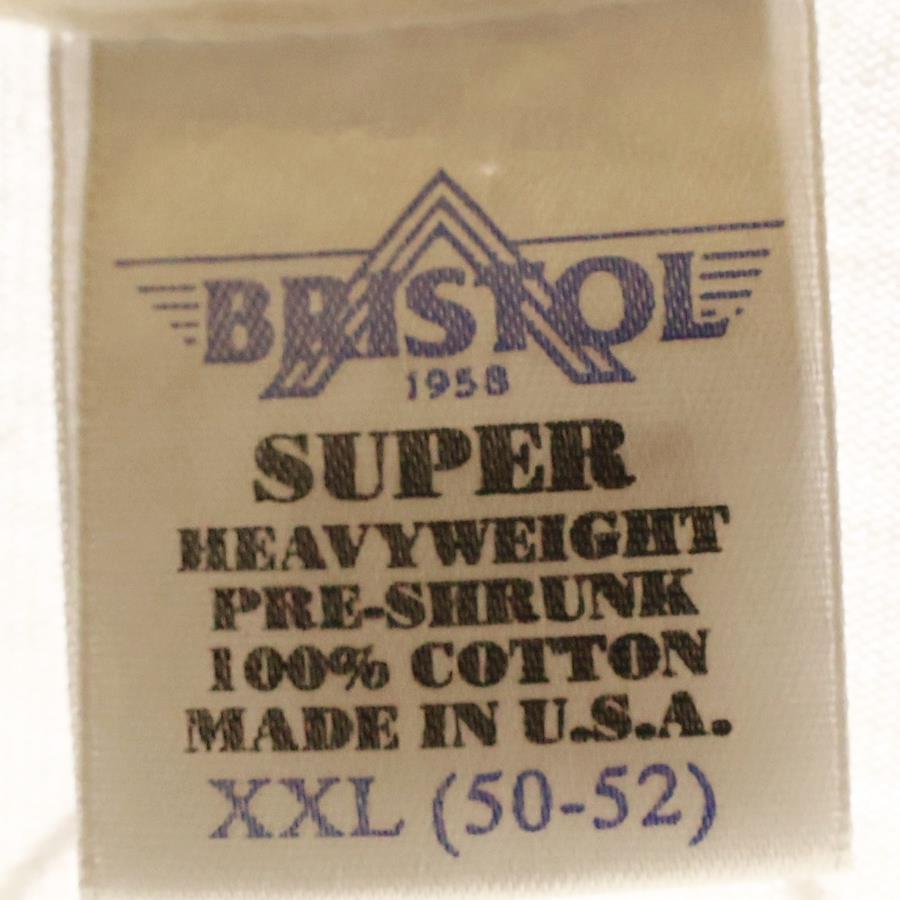 BRISTOL
1958
SUPER
HEAVYWEIGHT
PRE-SHRUNK
100% COTTON
MADE IN U.S.A.
XXL (50-52)